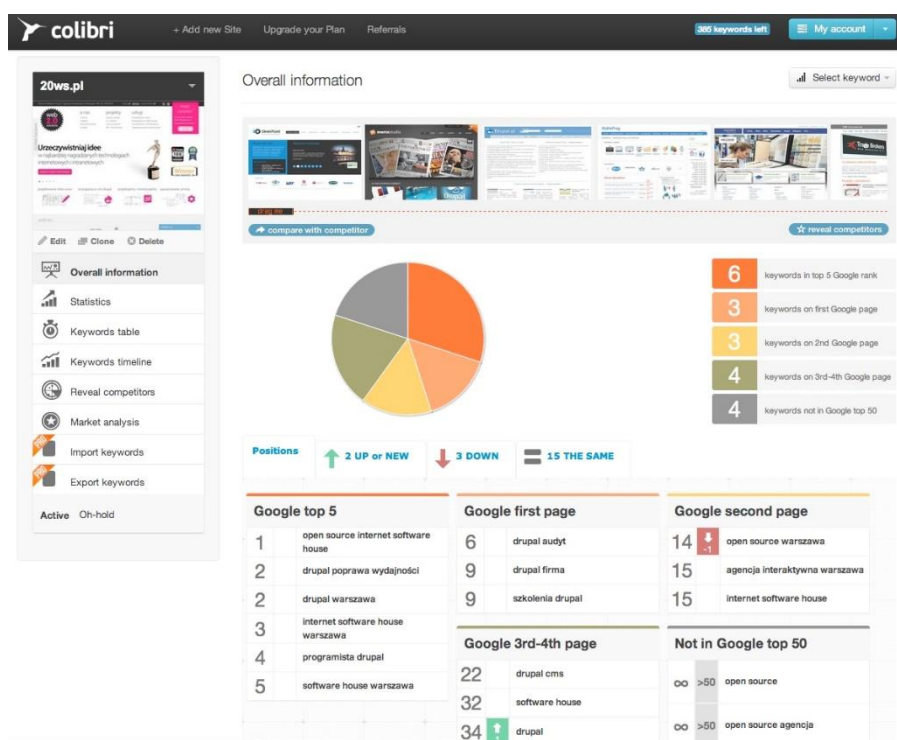 colibri
+ Add new Site Upgrade your Plan Referrals
385 keywords left
My account
20ws.pl
Urzeczywistniaj idee
Edit Clone Delete
Overall information
Statistics
Keywords table
Keywords timeline
Reveal competitors
Market analysis
Import keywords
Export keywords
Active Oh-hold
Overall information
Select keyword
drag me
compare with competitor
reveal competitors
6 keywords in top 5 Google rank
3 keywords on first Google page
3 keywords on 2nd Google page
4 keywords on 3rd-4th Google page
4 keywords not in Google top 50
Positions
2 UP or NEW
3 DOWN
15 THE SAME
Google top 5
1 open source internet software
house
2 drupal poprawa wydajności
2 drupal warszawa
3 internet software house
warszawa
4 programista drupal
5 software house warszawa
Google first page
6 drupal audyt
9 drupal firma
9 szkolenia drupal
Google 3rd-4th page
22 drupal cms
32 software house
34 drupal
Google second page
14 -1 open source warszawa
15 agencja interaktywna warszawa
15 internet software house
Not in Google top 50
∞ >50 open source
∞ >50 open source agencja